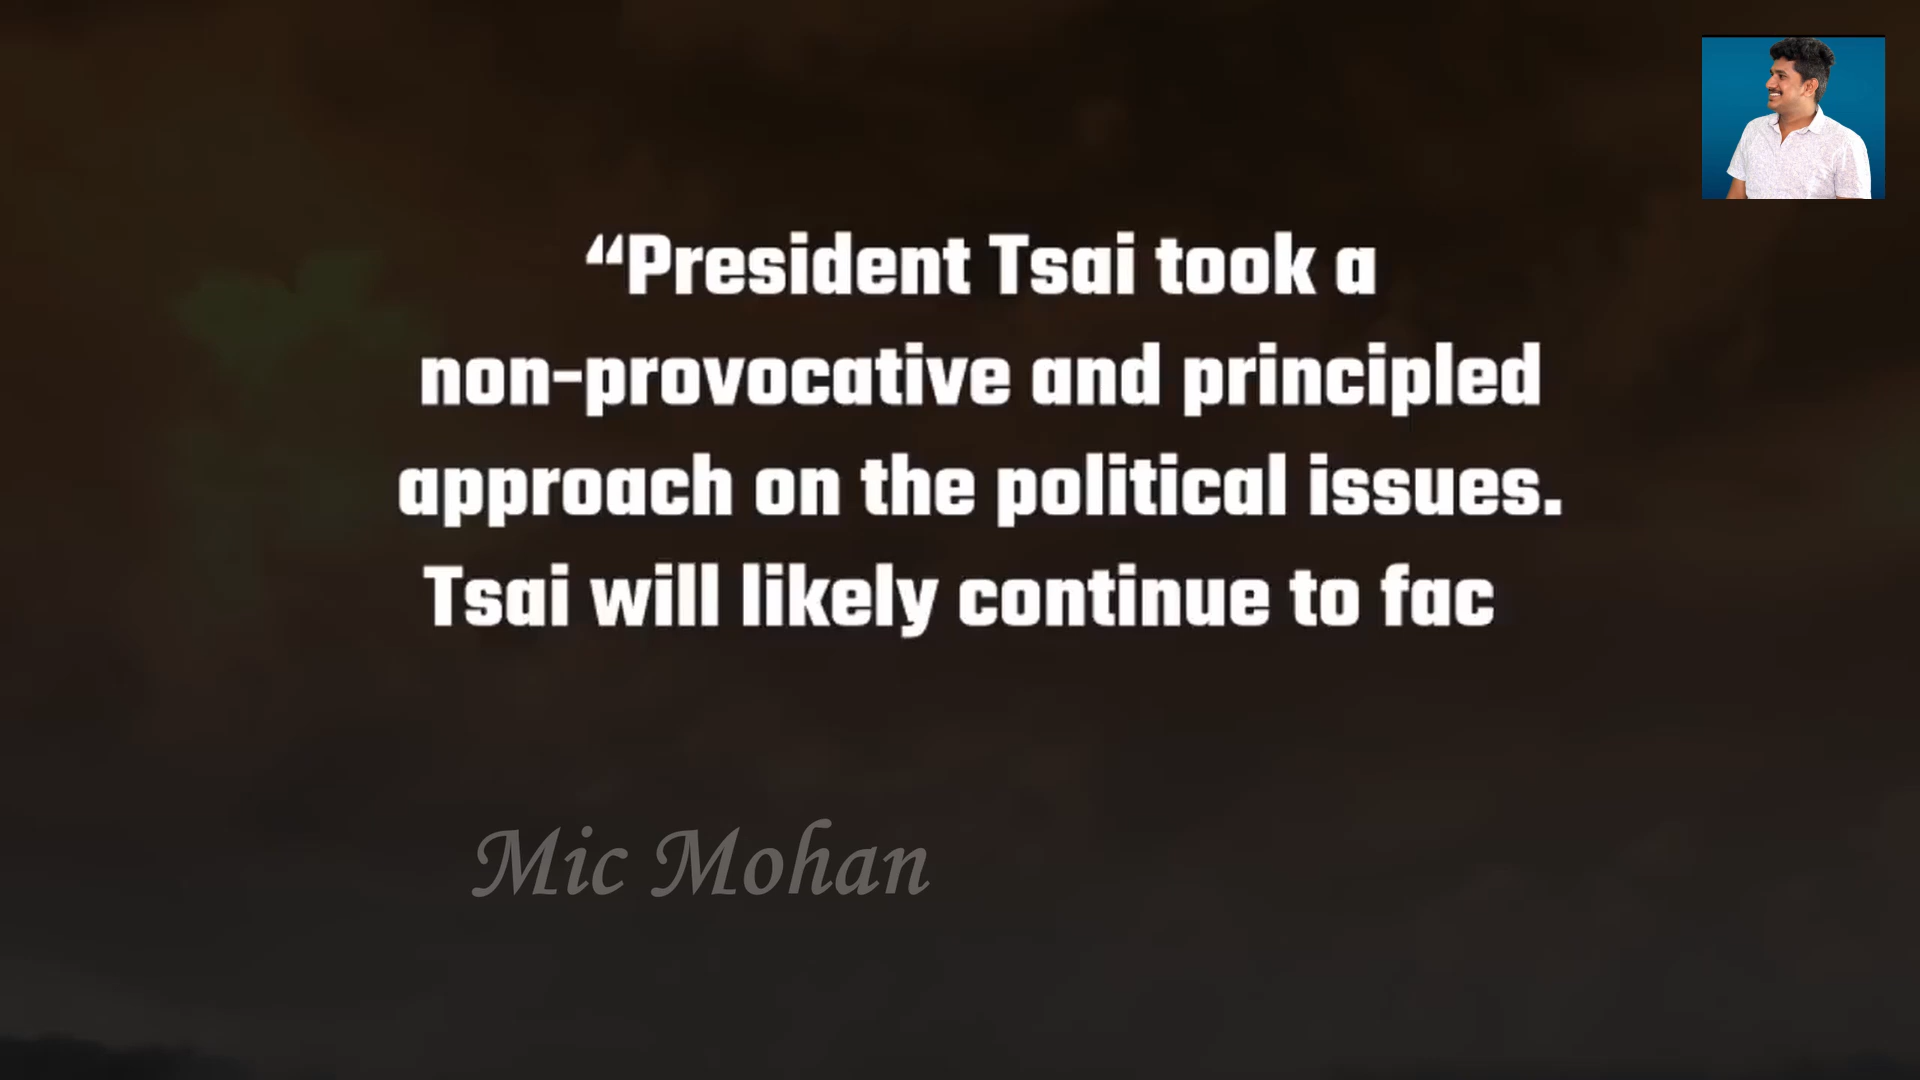 “President Tsai took a
non-provocative and principled
approach on the political issues.
Tsai will likely continue to fac
Mic Mohan